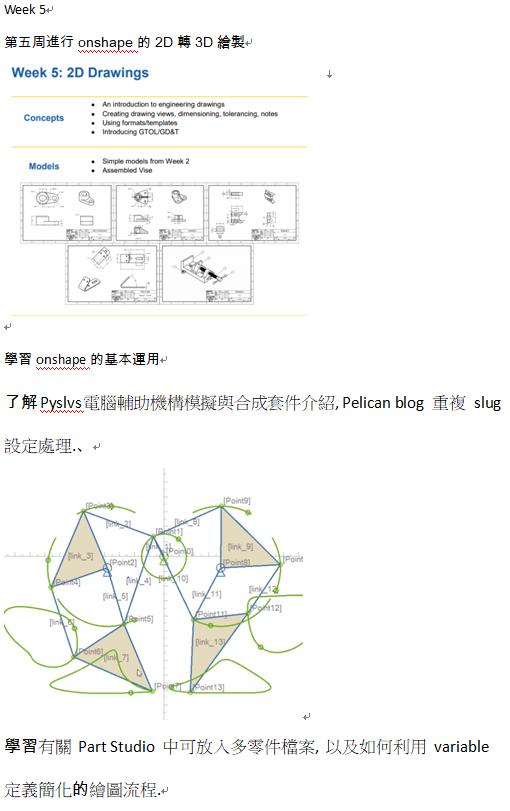 Week 5
第五周進行 onshape 的 2D 轉 3D 繪製
Week 5: 2D Drawings
Concepts
• An introduction to engineering drawings
• Creating drawing views, dimensioning, tolerancing, notes
• Using formats/templates
• Introducing GTOL/GD&T
Models
• Simple models from Week 2
• Assembled Vise
學習 onshape 的基本運用
了解 Pyslvs 電腦輔助機構模擬與合成套件介紹, Pelican blog 重複 slug
設定處理.、
[Point3]
[link_2]
[Point1]
[link_8]
[Point9]
[link_3]
[Point2]
[Point0]
[link_9]
[Point8]
[Point
[Point4]
[link_4]
[link_10]
[link_5]
[link_11]
[link_12]
[Point5]
[Point11]
[Point12]
[link_6]
[Point6]
[link_7]
[link_13]
[Point7]
[Point13]
學習有關 Part Studio 中可放入多零件檔案, 以及如何利用 variable
定義簡化的繪圖流程.